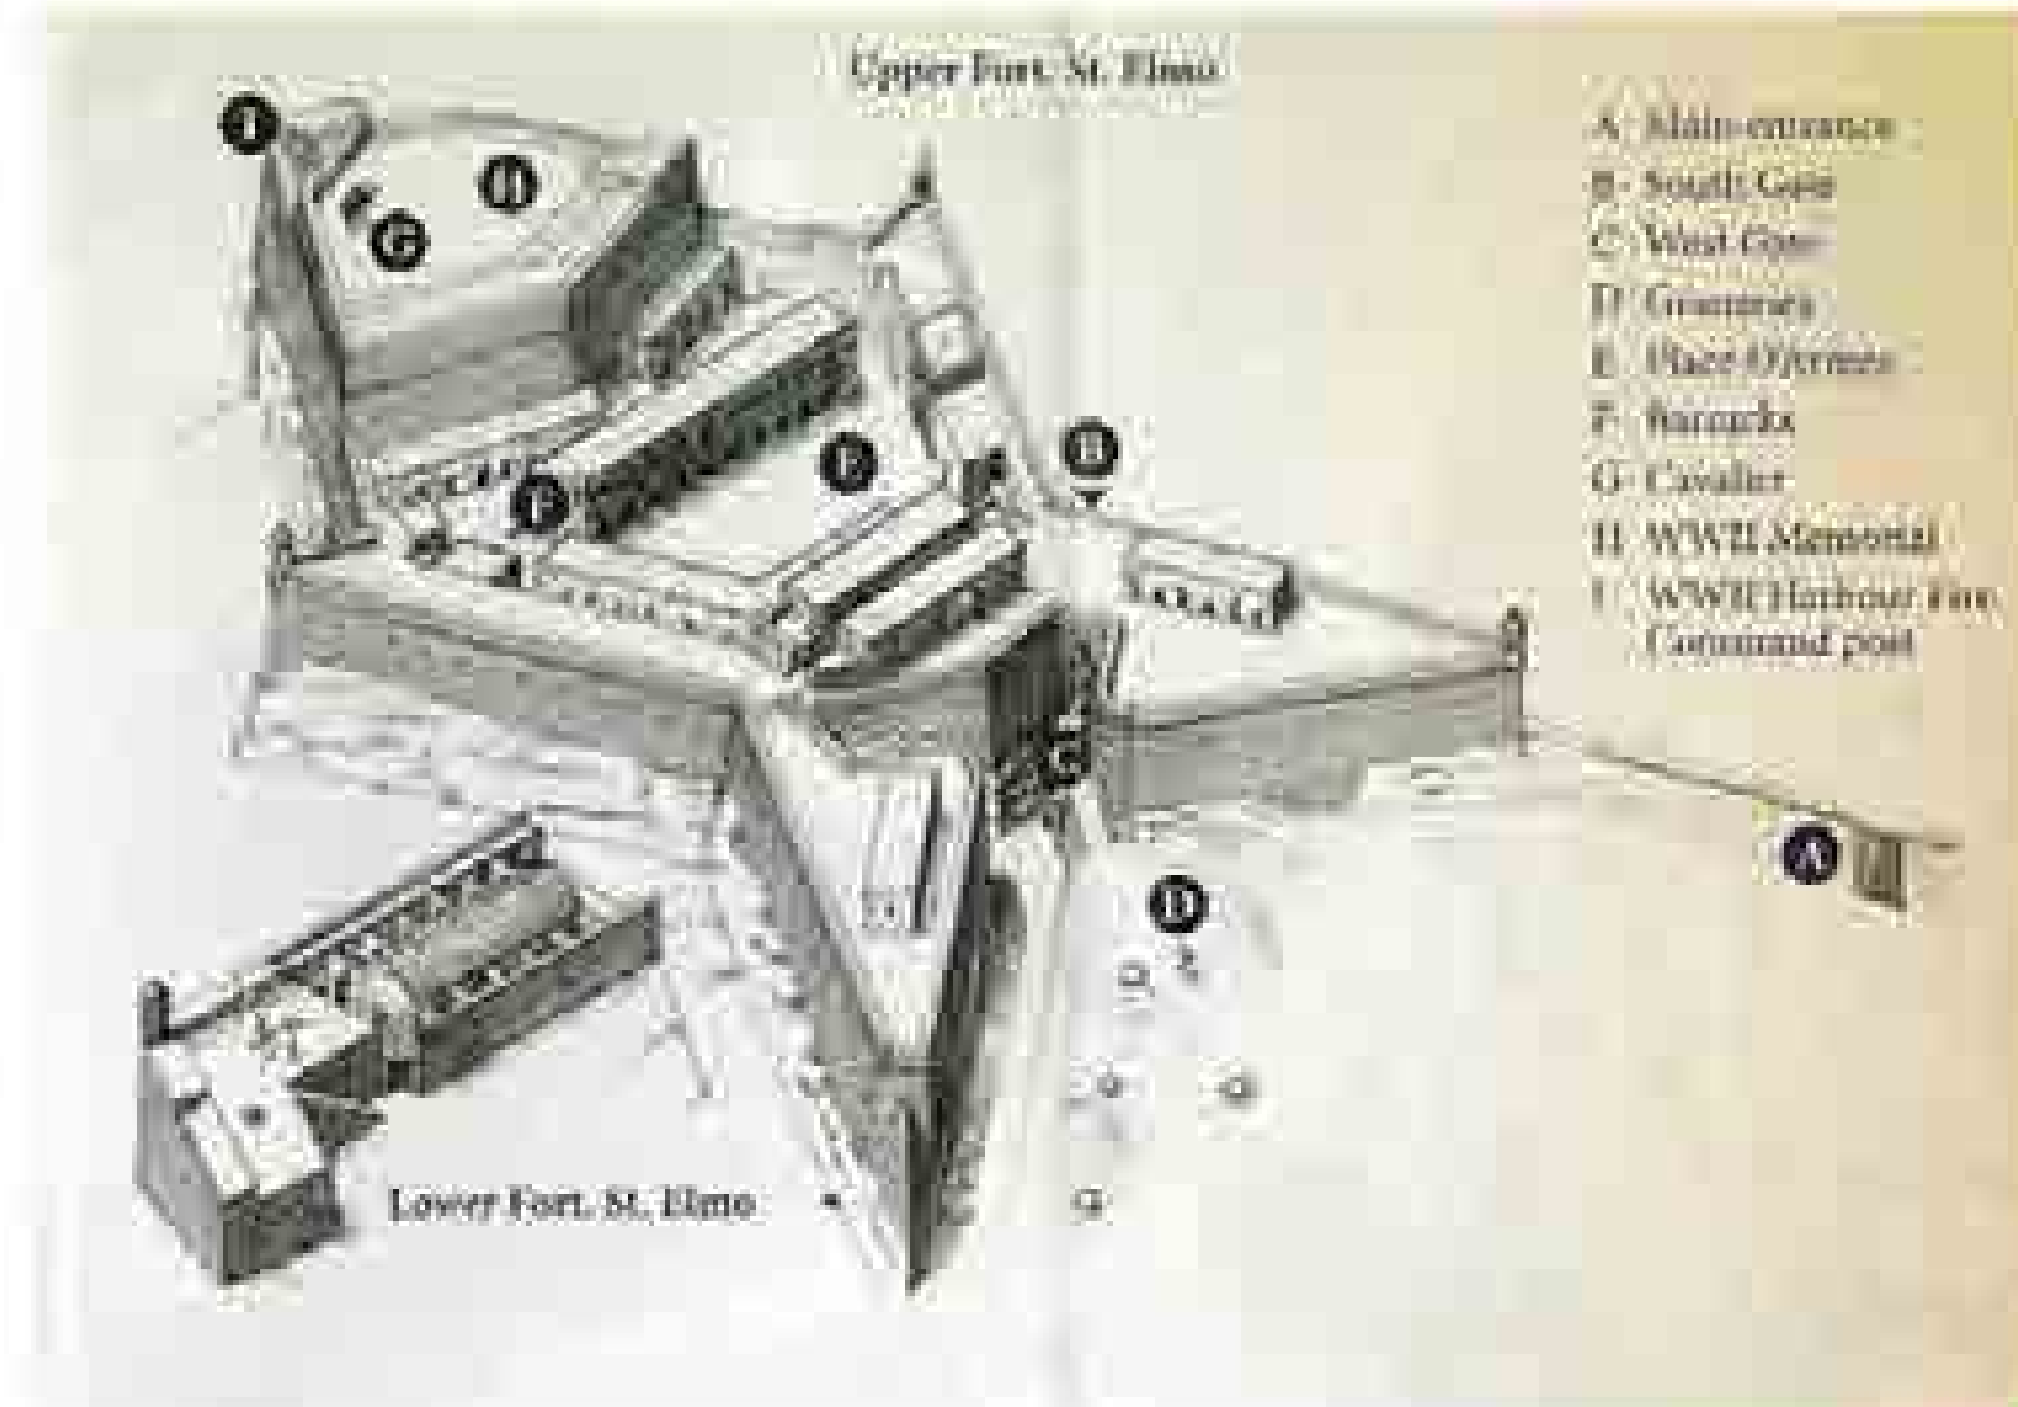 Upper Fort. St. Elmo
A Main entrance
B South Gate
C West Gate
D Granaries
E Place D'Armes
F Barracks
G Cavalier
H WWII Memorial
I WWII Harbour Fire
Command post
G
F
E
A
Lower Fort. St. Elmo